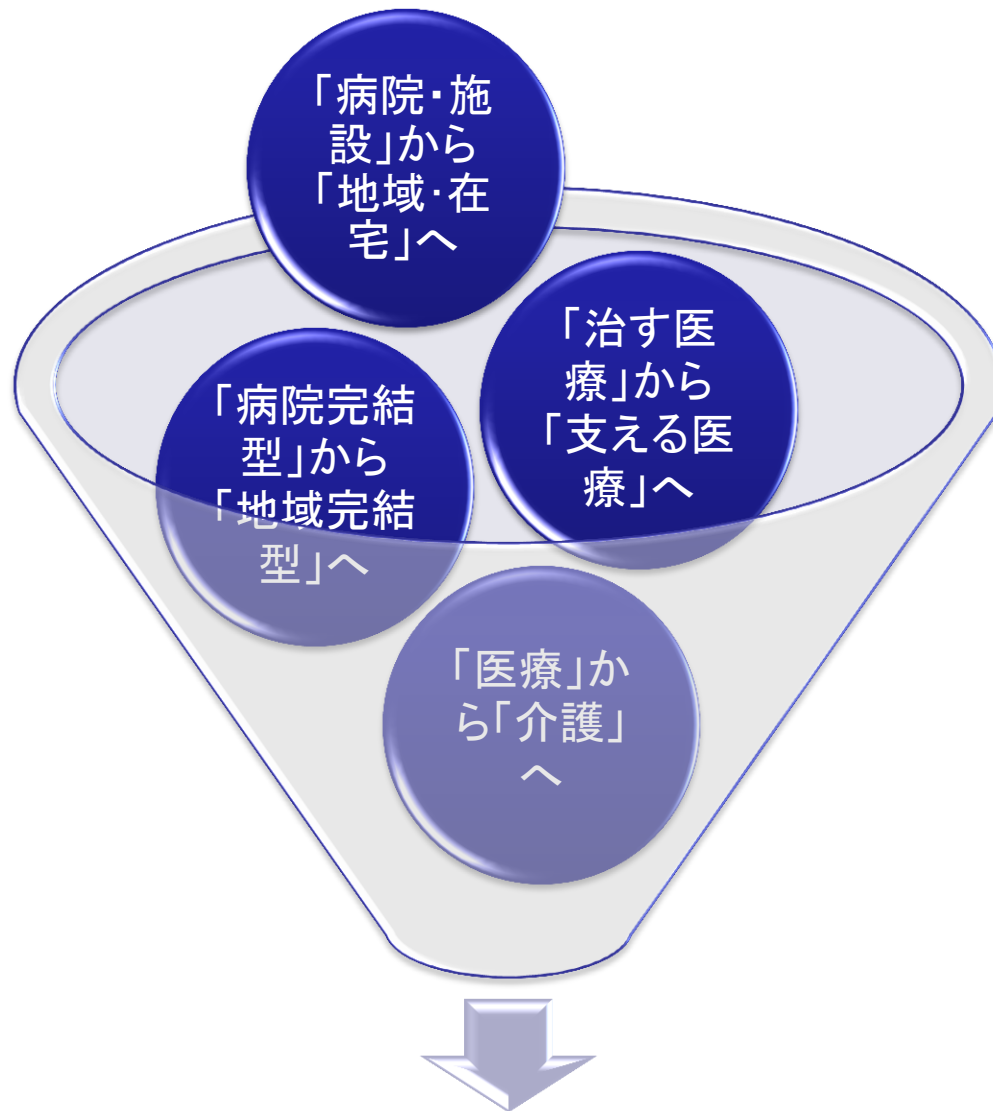 「病院・施
設」から
「地域・在
宅」へ
「治す医
療」から
「支える医
療」へ
「病院完結
型」から
「地域完結
型」へ
「医療」か
ら「介護」
へ